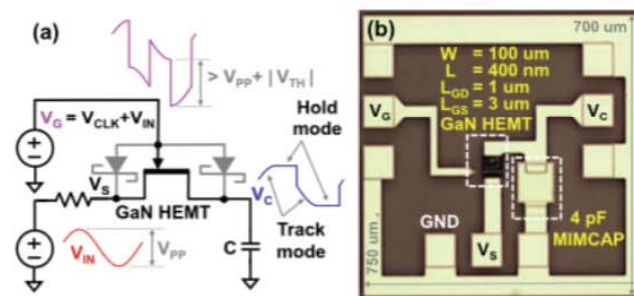 (a)
> V_PP + | V_TH |
V_G = V_CLK+V_IN
Hold
mode
V_S
V_C
GaN HEMT
Track
mode
C
V_IN
V_PP
(b)
700 um
W = 100 um
L = 400 nm
L_GD = 1 um
L_GS = 3 um
GaN HEMT
V_G
V_C
GND
4 pF
MIMCAP
V_S
750 um